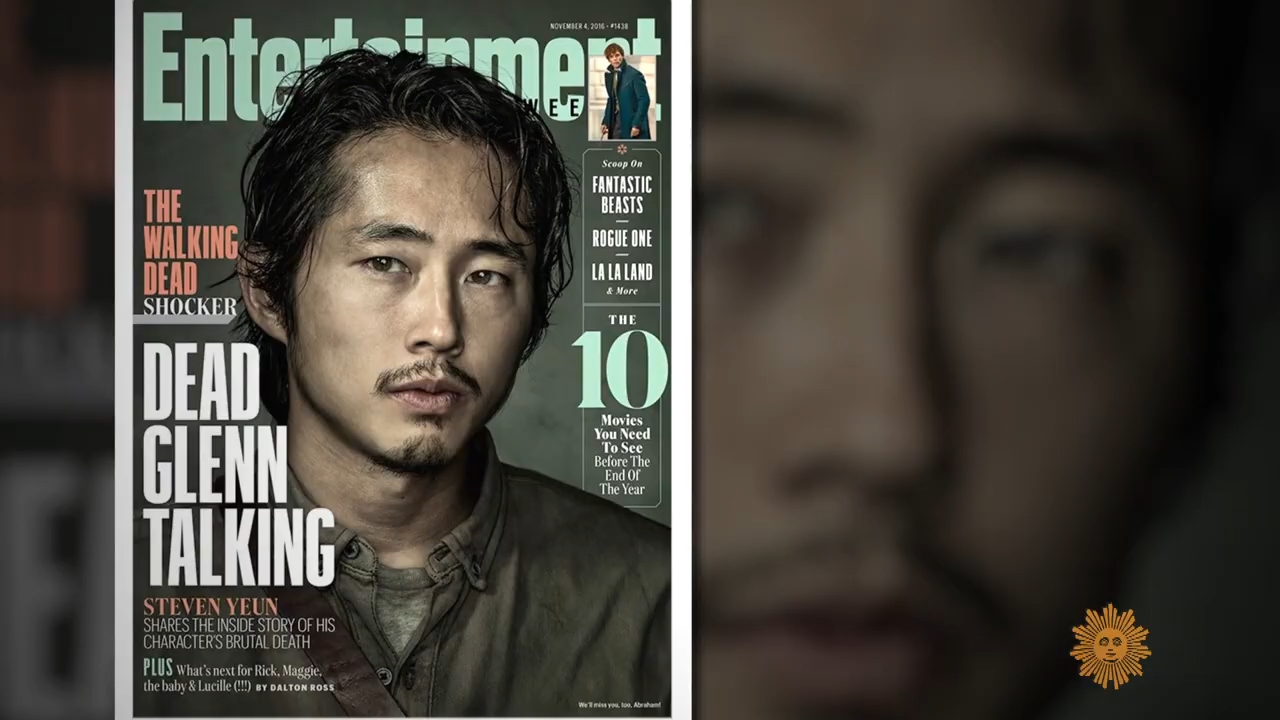 NOVEMBER 4, 2016 • #1438
Entertainment
WEE
THE
WALKING
DEAD
SHOCKER
DEAD
GLENN
TALKING
STEVEN YEUN
SHARES THE INSIDE STORY OF HIS
CHARACTER'S BRUTAL DEATH
PLUS What's next for Rick, Maggie,
the baby & Lucille (!!!) BY DALTON ROSS
Scoop On
FANTASTIC
BEASTS
ROGUE ONE
LA LA LAND
& More
THE
10
Movies
You Need
To See
Before The
End Of
The Year
We'll miss you, too, Abraham!